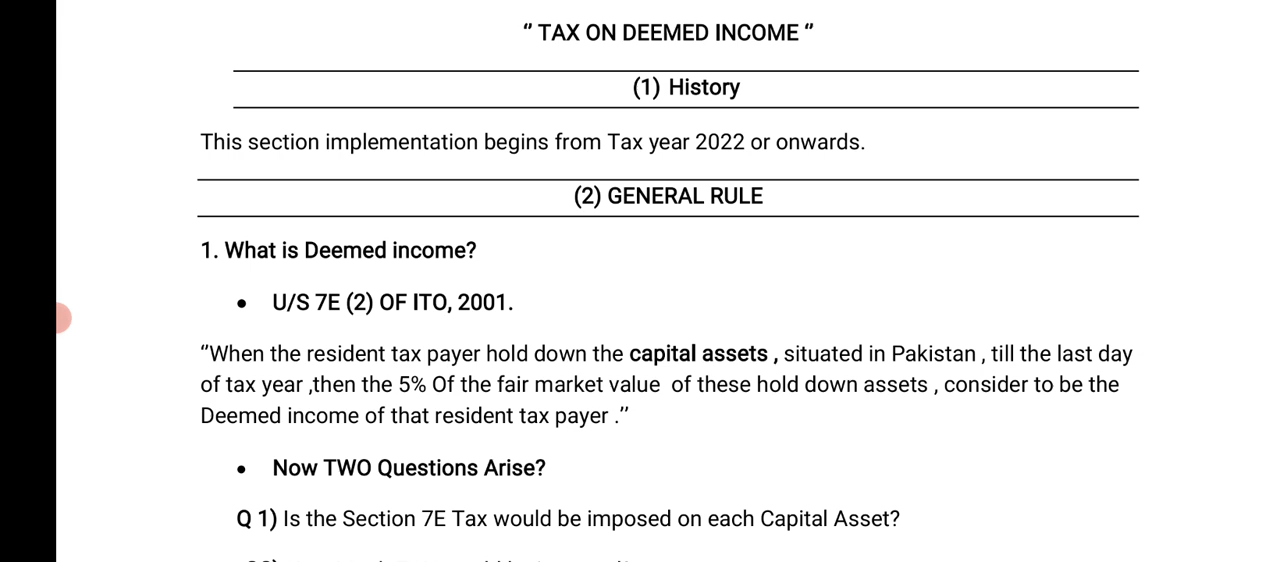 “ TAX ON DEEMED INCOME “
(1) History
This section implementation begins from Tax year 2022 or onwards.
(2) GENERAL RULE
1. What is Deemed income?
• U/S 7E (2) OF ITO, 2001.
“When the resident tax payer hold down the capital assets , situated in Pakistan , till the last day
of tax year ,then the 5% Of the fair market value of these hold down assets , consider to be the
Deemed income of that resident tax payer .”
• Now TWO Questions Arise?
Q 1) Is the Section 7E Tax would be imposed on each Capital Asset?